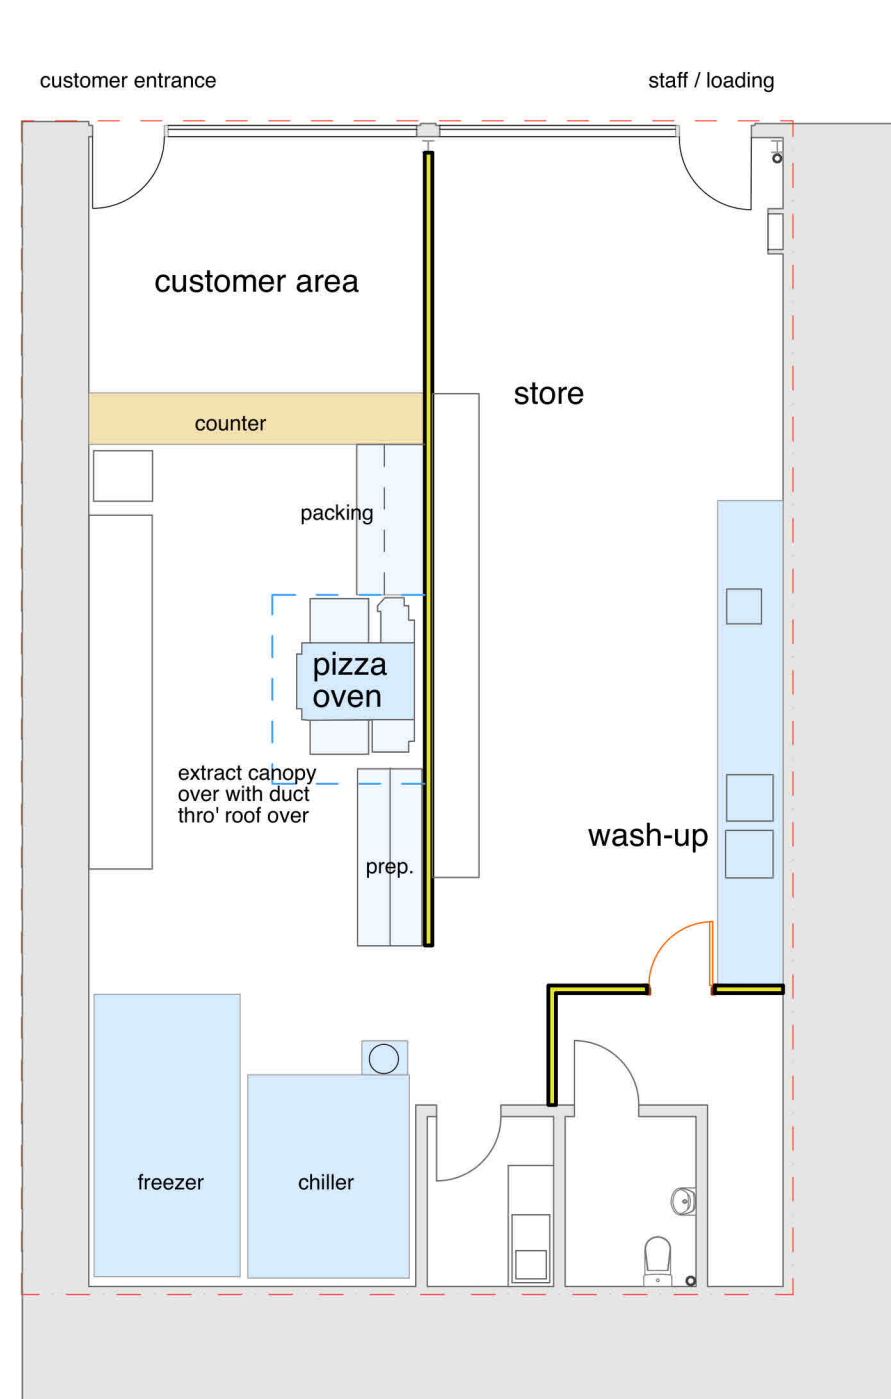 customer entrance
staff / loading
customer area
store
counter
packing
pizza
oven
extract canopy
over with duct
thro' roof over
wash-up
prep.
freezer
chiller